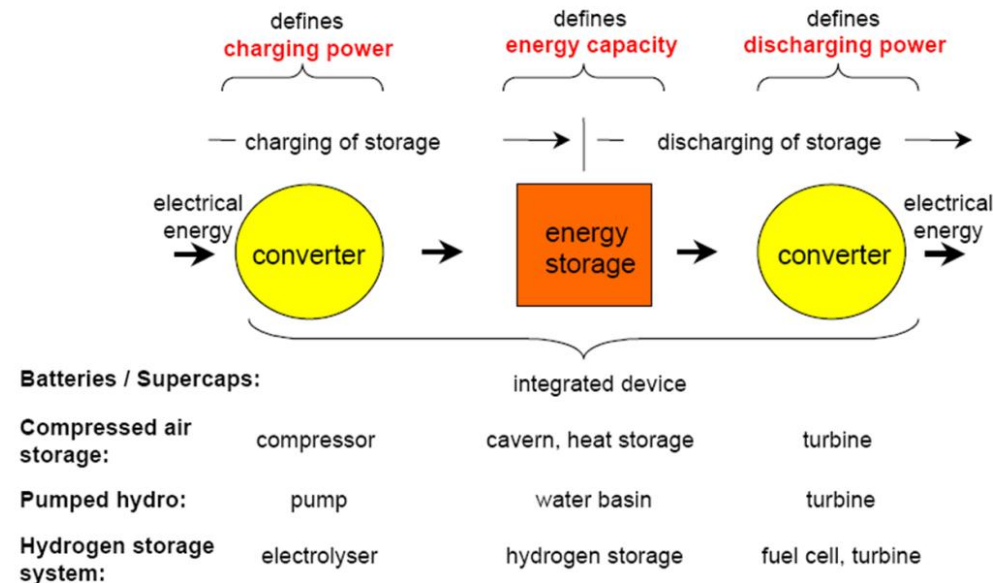 defines defines defines
charging power energy capacity discharging power
charging of storage discharging of storage
electrical
energy
converter
energy
storage
converter
electrical
energy
Batteries / Supercaps: integrated device
Compressed air
storage:
compressor cavern, heat storage turbine
Pumped hydro: pump water basin turbine
Hydrogen storage
system:
electrolyser hydrogen storage fuel cell, turbine